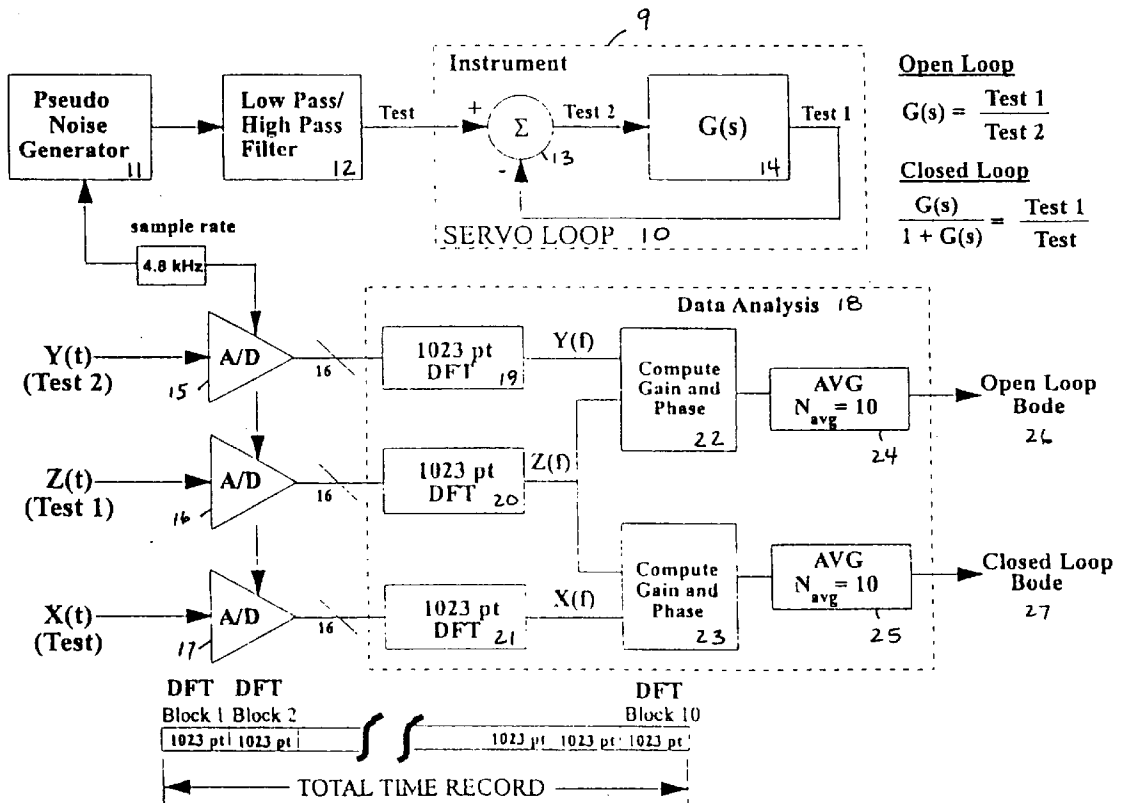 9
Instrument
Open Loop
G(s) = Test 1 / Test 2
Pseudo
Noise
Generator
11
Low Pass/
High Pass
Filter
12
Test
+
Σ
-
13
Test 2
G(s)
14
Test 1
Closed Loop
G(s) / 1 + G(s) = Test 1 / Test
SERVO LOOP 10
sample rate
4.8 kHz
Data Analysis 18
Y(t)
(Test 2)
A/D
15
16
1023 pt
DFT
19
Y(f)
Compute
Gain and
Phase
22
AVG
Navg = 10
24
Open Loop
Bode
26
Z(t)
(Test 1)
A/D
16
16
1023 pt
DFT
20
Z(f)
X(t)
(Test)
A/D
17
16
1023 pt
DFT
21
X(f)
Compute
Gain and
Phase
23
AVG
Navg = 10
25
Closed Loop
Bode
27
DFT DFT DFT
Block 1 Block 2 Block 10
1023 pt 1023 pt 1023 pt 1023 pt 1023 pt
TOTAL TIME RECORD